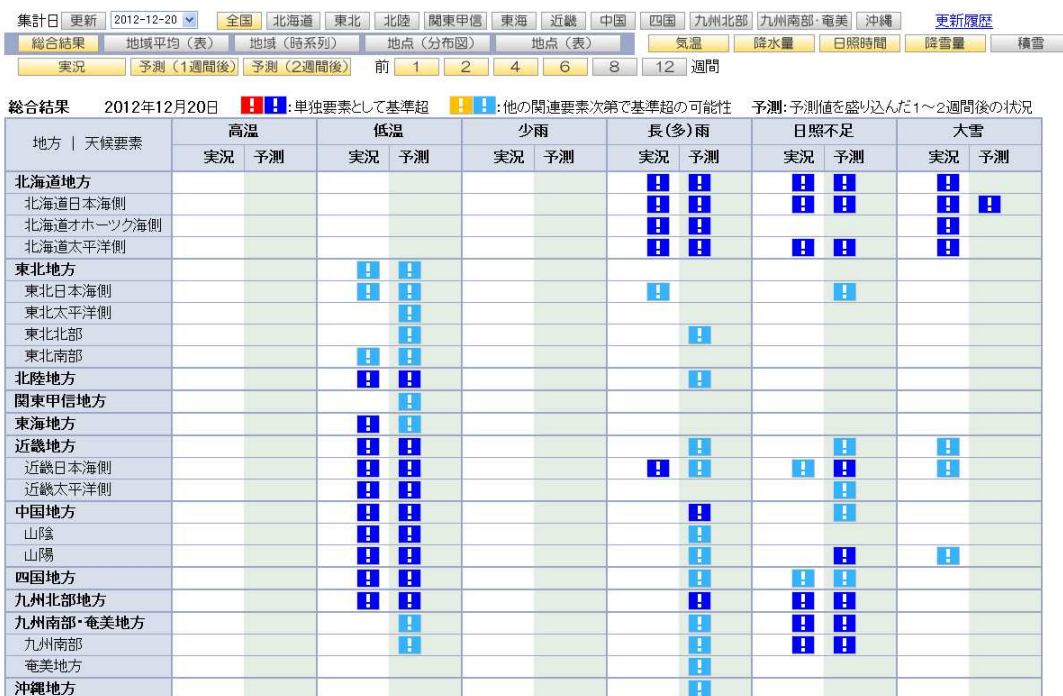 集計日 更新 2012-12-20 全国 北海道 東北 北陸 関東甲信 東海 近畿 中国 四国 九州北部 九州南部・奄美 沖縄 更新履歴
総合結果 地域平均（表） 地域（時系列） 地点（分布図） 地点（表） 気温 降水量 日照時間 降雪量 積雪
実況 予測（1週間後） 予測（2週間後） 前 1 2 4 6 8 12 週間
総合結果 2012年12月20日 !!:単独要素として基準超 !!:他の関連要素次第で基準超の可能性 予測:予測値を盛り込んだ1～2週間後の状況
地方 | 天候要素 高温 低温 少雨 長(多)雨 日照不足 大雪
実況 予測 実況 予測 実況 予測 実況 予測 実況 予測 実況 予測
北海道地方 ! ! ! ! !
北海道日本海側 ! ! ! ! ! !
北海道オホーツク海側 ! ! !
北海道太平洋側 ! ! ! ! !
東北地方 ! !
東北日本海側 ! ! ! !
東北太平洋側 !
東北北部 ! !
東北南部 ! !
北陸地方 ! ! !
関東甲信地方 !
東海地方 ! !
近畿地方 ! ! ! ! !
近畿日本海側 ! ! ! ! ! ! !
近畿太平洋側 ! ! !
中国地方 ! ! ! !
山陰 ! ! !
山陽 ! ! ! ! !
四国地方 ! ! ! ! !
九州北部地方 ! ! ! ! !
九州南部・奄美地方 ! ! ! !
九州南部 ! ! ! !
奄美地方 !
沖縄地方 !